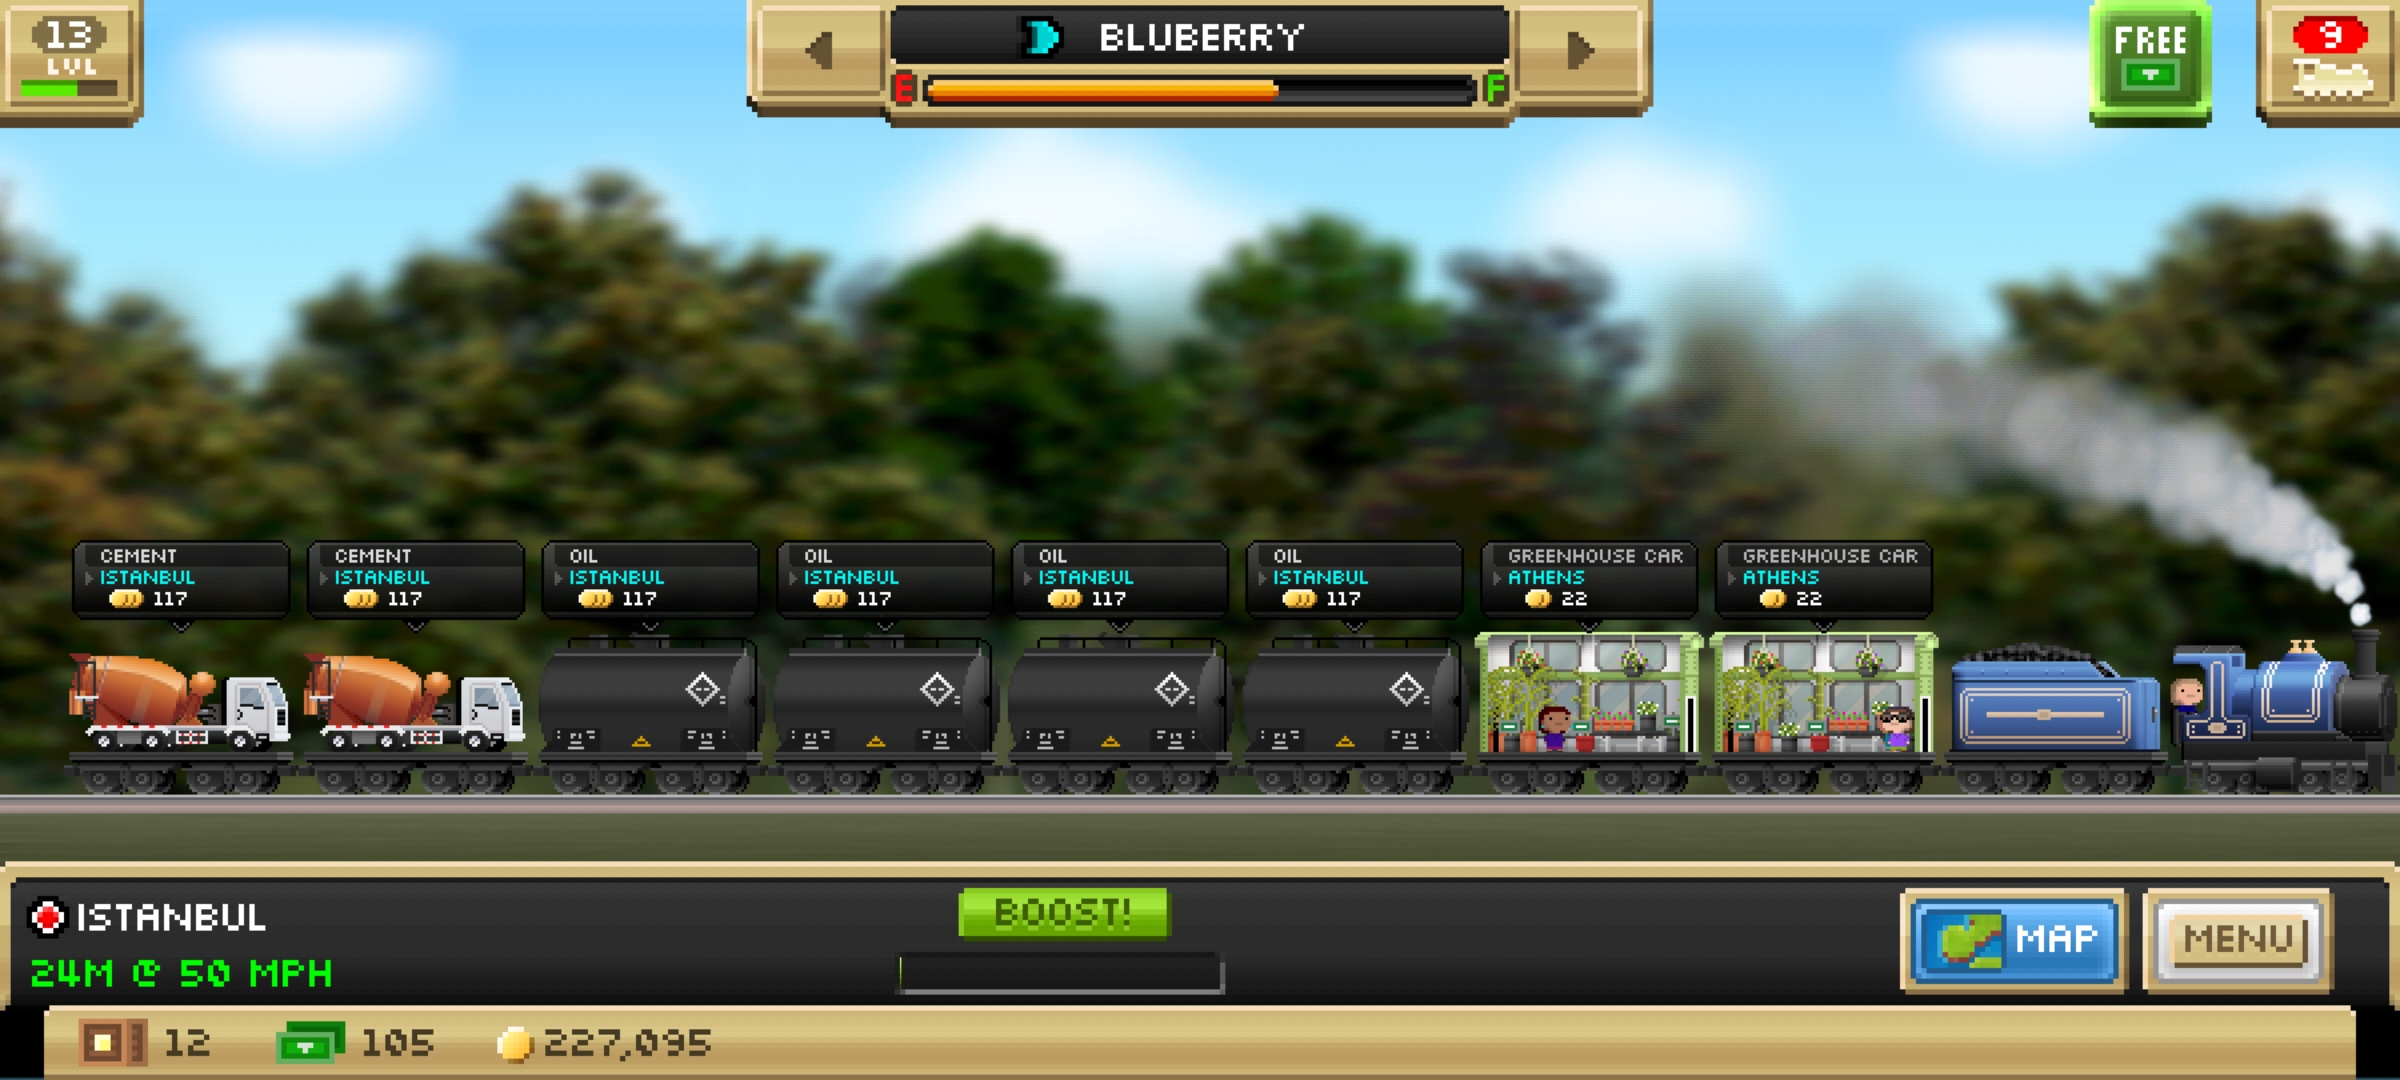 13
LVL
BLUBERRY
E
F
FREE
9
CEMENT
ISTANBUL
117
CEMENT
ISTANBUL
117
OIL
ISTANBUL
117
OIL
ISTANBUL
117
OIL
ISTANBUL
117
OIL
ISTANBUL
117
GREENHOUSE CAR
ATHENS
22
GREENHOUSE CAR
ATHENS
22
ISTANBUL
24M @ 50 MPH
BOOST!
MAP
MENU
12
105
227,095